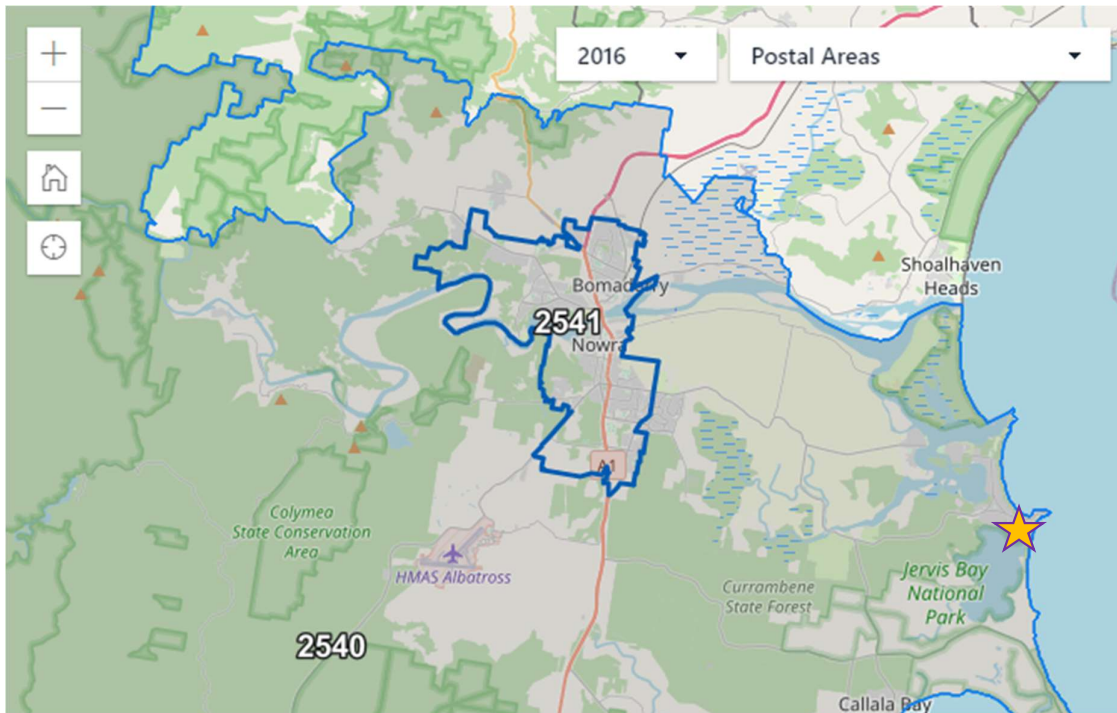 +
2016
Postal Areas
−
Shoalhaven
Heads
Bomaderry
2541
Nowra
A1
Colymea
State Conservation
Area
HMAS Albatross
Currambene
State Forest
Jervis Bay
National
Park
2540
Callala Bay